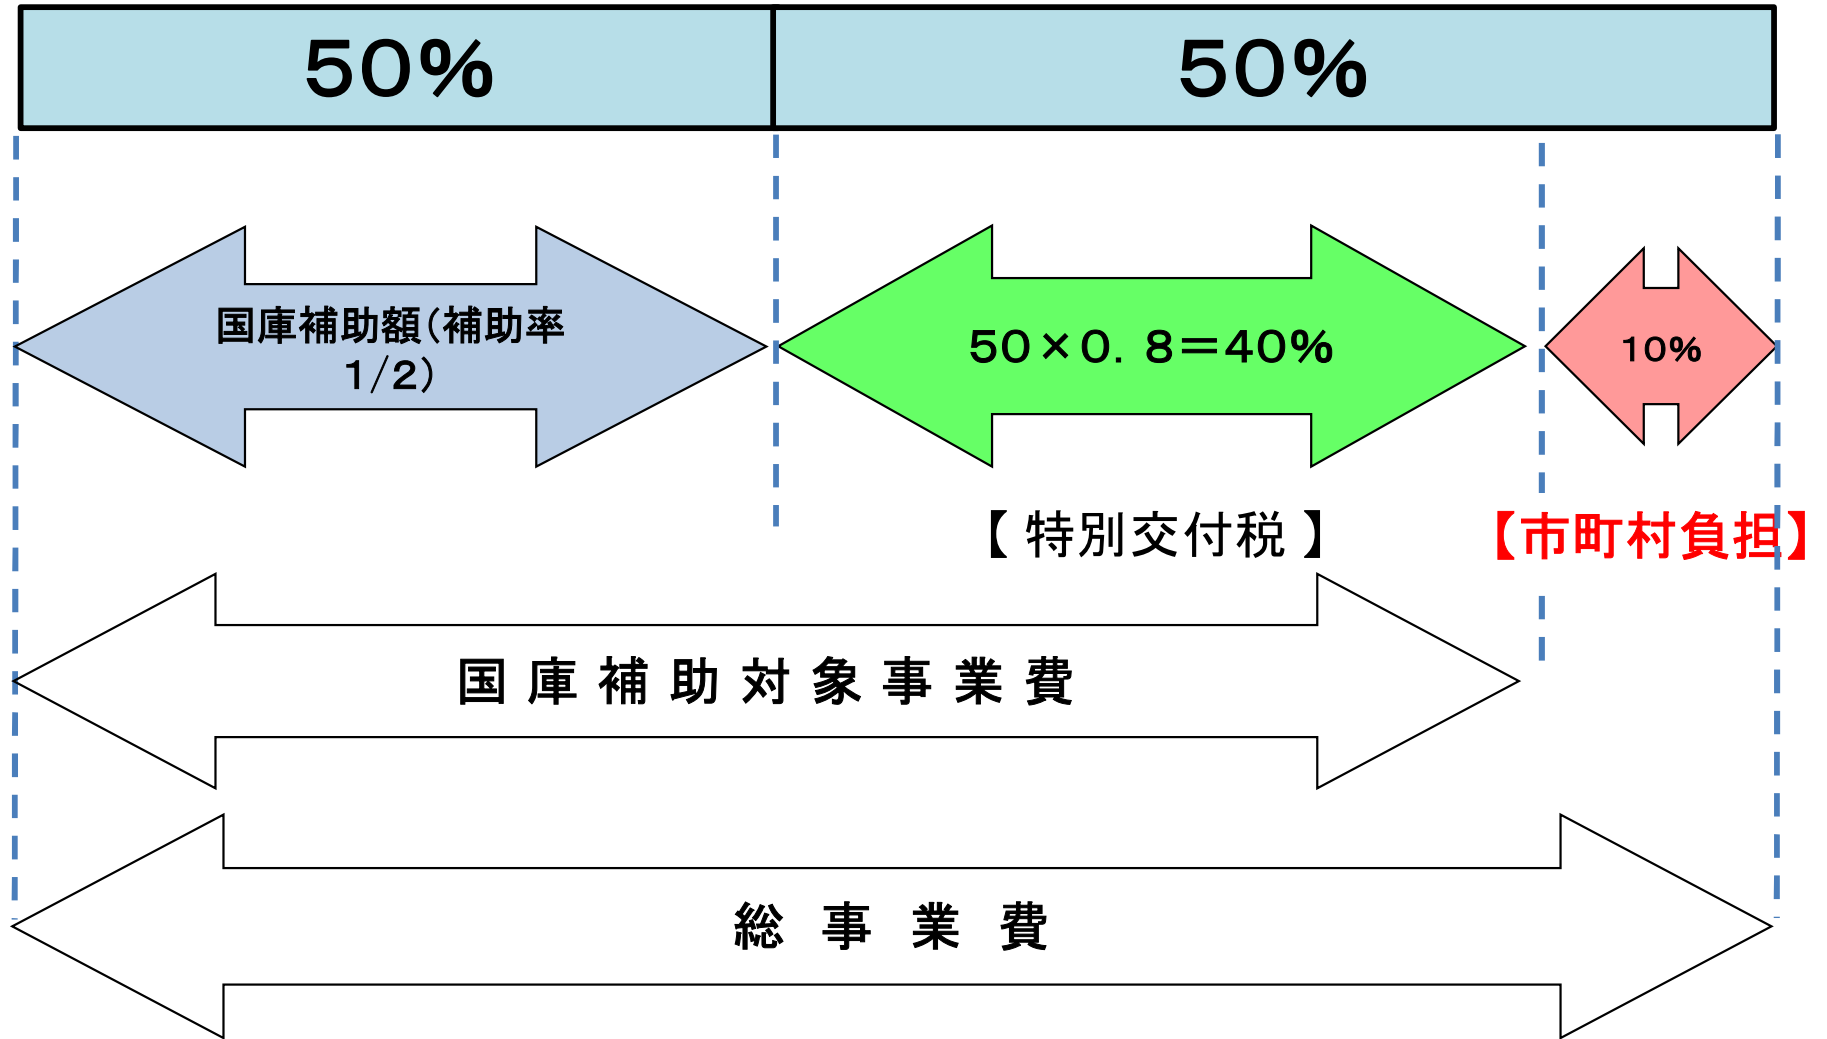 50%
50%
国庫補助額(補助率
1/2)
50×0.8=40%
10%
【 特別交付税 】
【市町村負担】
国庫補助対象事業費
総事業費